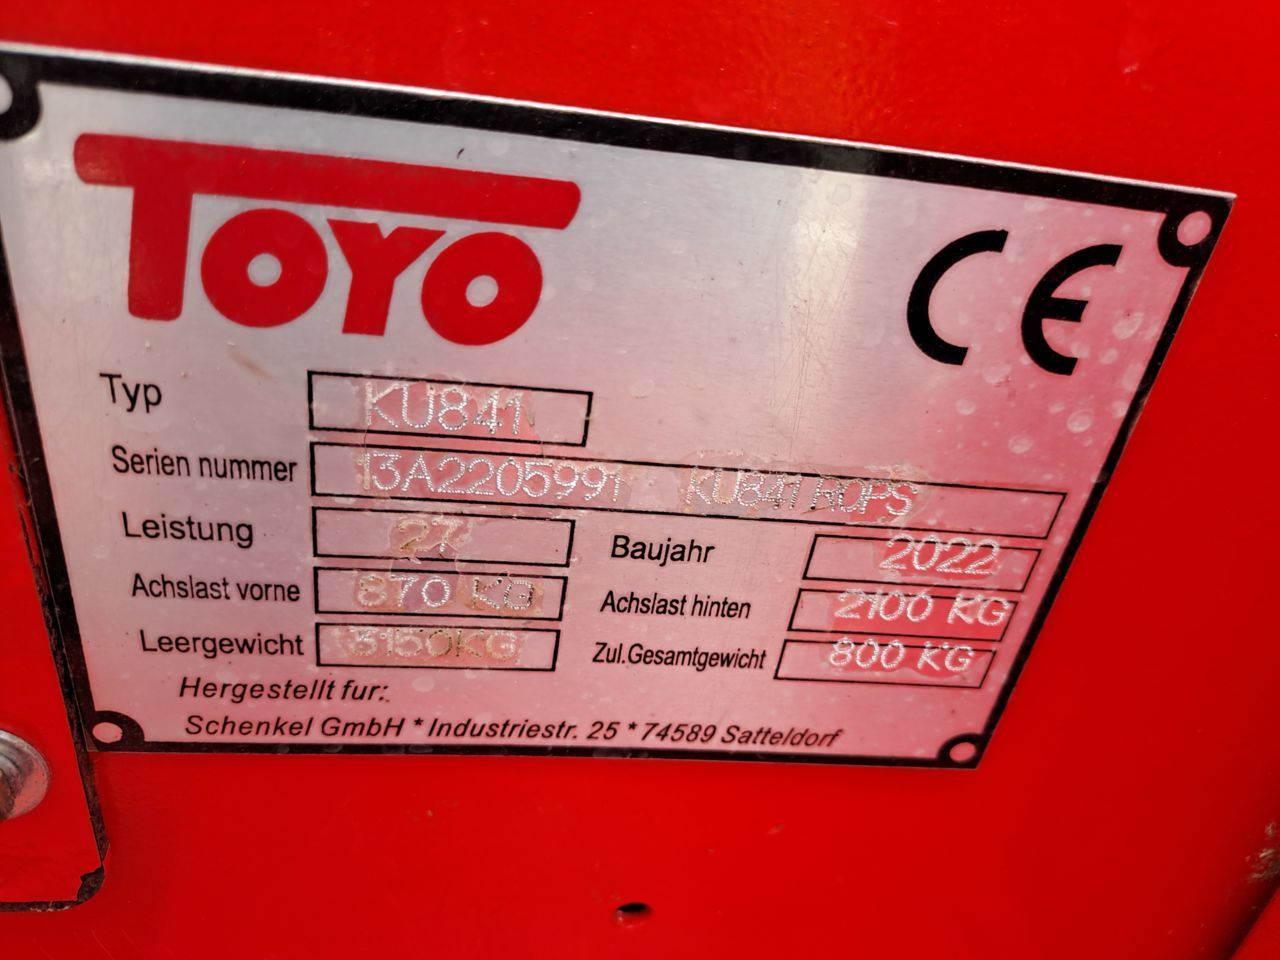 TOYO
CE
Typ KU841
Serien nummer 13A2205991 KU841 ROPS
Leistung 27 Baujahr 2022
Achslast vorne 870 KG Achslast hinten 2100 KG
Leergewicht 3150KG Zul.Gesamtgewicht 800 KG
Hergestellt fur:
Schenkel GmbH * Industriestr. 25 * 74589 Satteldorf